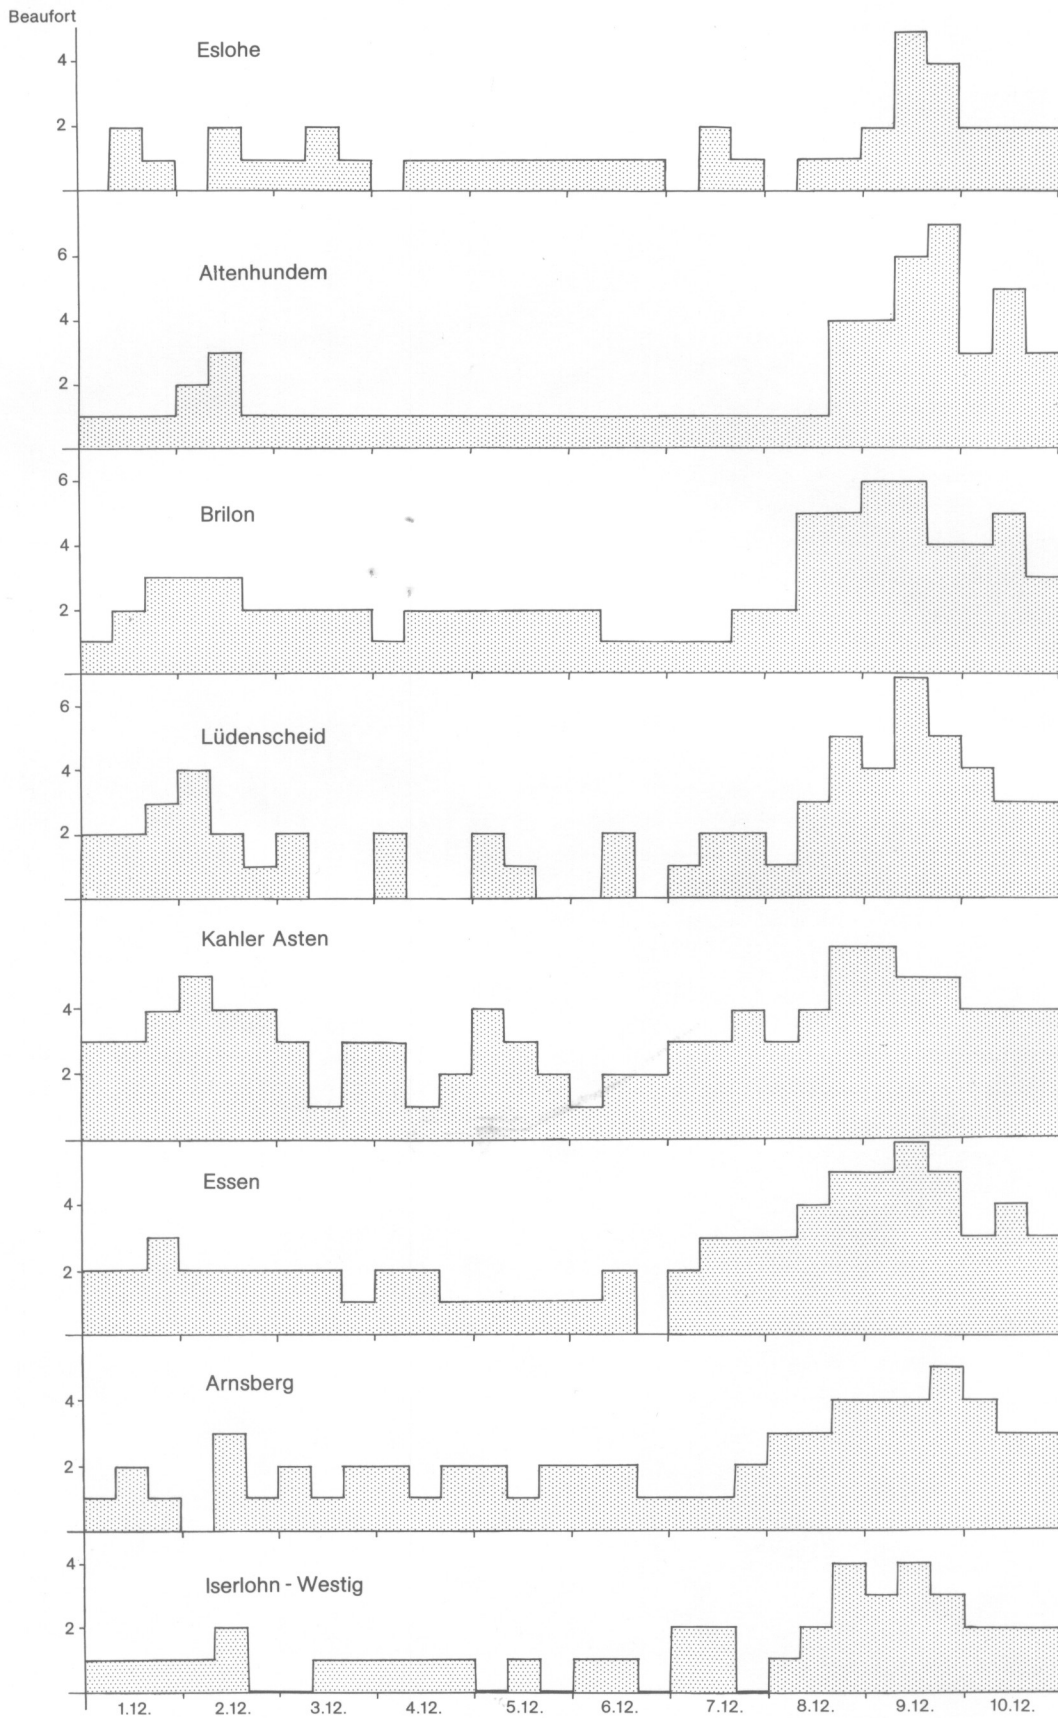 Beaufort
4
Eslohe
2
6
Altenhundem
4
2
6
Brilon
4
2
6
Lüdenscheid
4
2
Kahler Asten
4
2
Essen
4
2
Arnsberg
4
2
4
Iserlohn - Westig
2
1.12. 2.12. 3.12. 4.12. 5.12. 6.12. 7.12. 8.12. 9.12. 10.12.